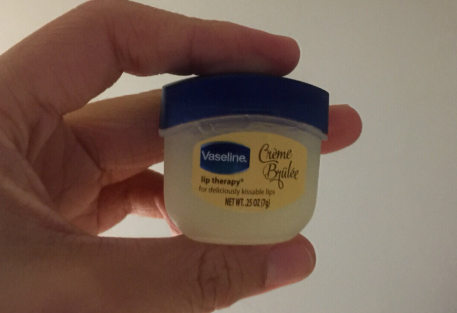 Vaseline.
Crème
Brûlée
lip therapy®
for deliciously kissable lips
NET WT. .25 OZ (7g)